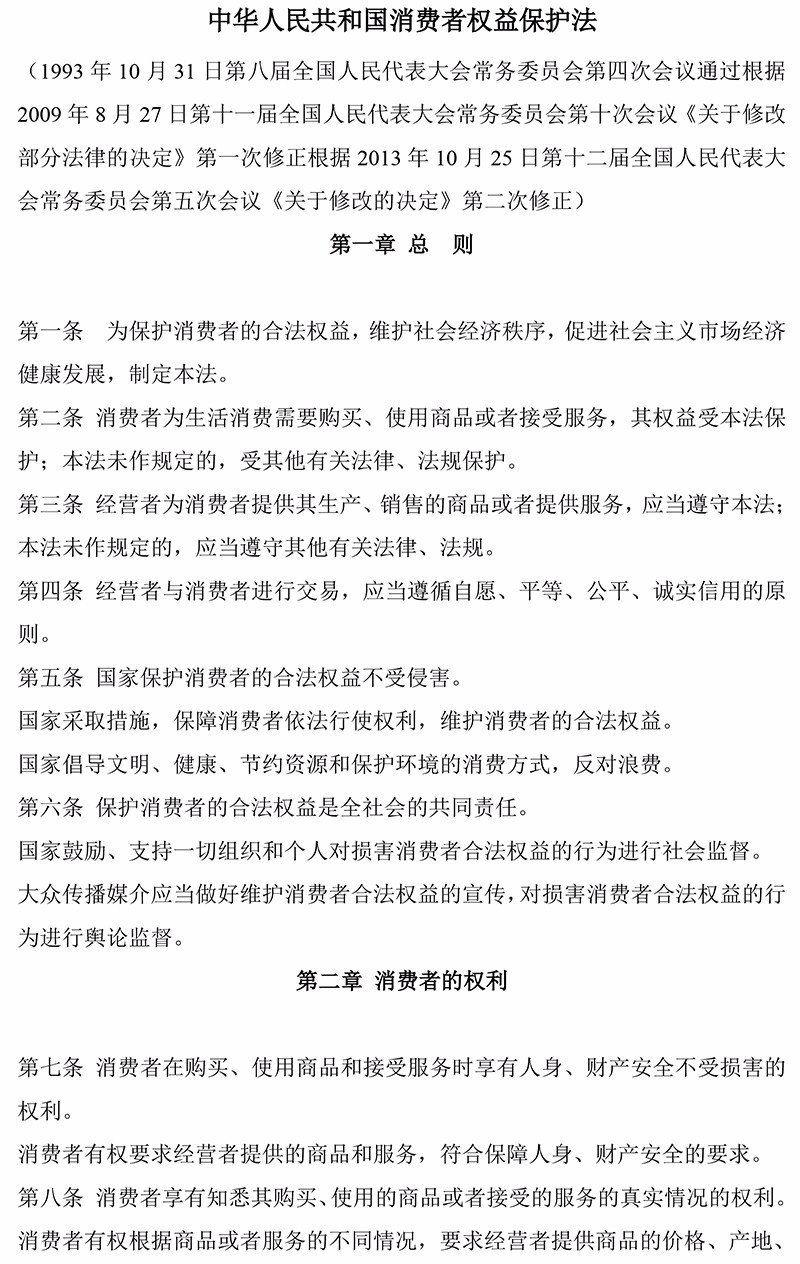 中华人民共和国消费者权益保护法
（1993 年 10 月 31 日第八届全国人民代表大会常务委员会第四次会议通过根据
2009 年 8 月 27 日第十一届全国人民代表大会常务委员会第十次会议《关于修改
部分法律的决定》第一次修正根据 2013 年 10 月 25 日第十二届全国人民代表大
会常务委员会第五次会议《关于修改的决定》第二次修正）
第一章 总　则
第一条　为保护消费者的合法权益，维护社会经济秩序，促进社会主义市场经济
健康发展，制定本法。
第二条 消费者为生活消费需要购买、使用商品或者接受服务，其权益受本法保
护；本法未作规定的，受其他有关法律、法规保护。
第三条 经营者为消费者提供其生产、销售的商品或者提供服务，应当遵守本法；
本法未作规定的，应当遵守其他有关法律、法规。
第四条 经营者与消费者进行交易，应当遵循自愿、平等、公平、诚实信用的原
则。
第五条 国家保护消费者的合法权益不受侵害。
国家采取措施，保障消费者依法行使权利，维护消费者的合法权益。
国家倡导文明、健康、节约资源和保护环境的消费方式，反对浪费。
第六条 保护消费者的合法权益是全社会的共同责任。
国家鼓励、支持一切组织和个人对损害消费者合法权益的行为进行社会监督。
大众传播媒介应当做好维护消费者合法权益的宣传，对损害消费者合法权益的行
为进行舆论监督。
第二章 消费者的权利
第七条 消费者在购买、使用商品和接受服务时享有人身、财产安全不受损害的
权利。
消费者有权要求经营者提供的商品和服务，符合保障人身、财产安全的要求。
第八条 消费者享有知悉其购买、使用的商品或者接受的服务的真实情况的权利。
消费者有权根据商品或者服务的不同情况，要求经营者提供商品的价格、产地、